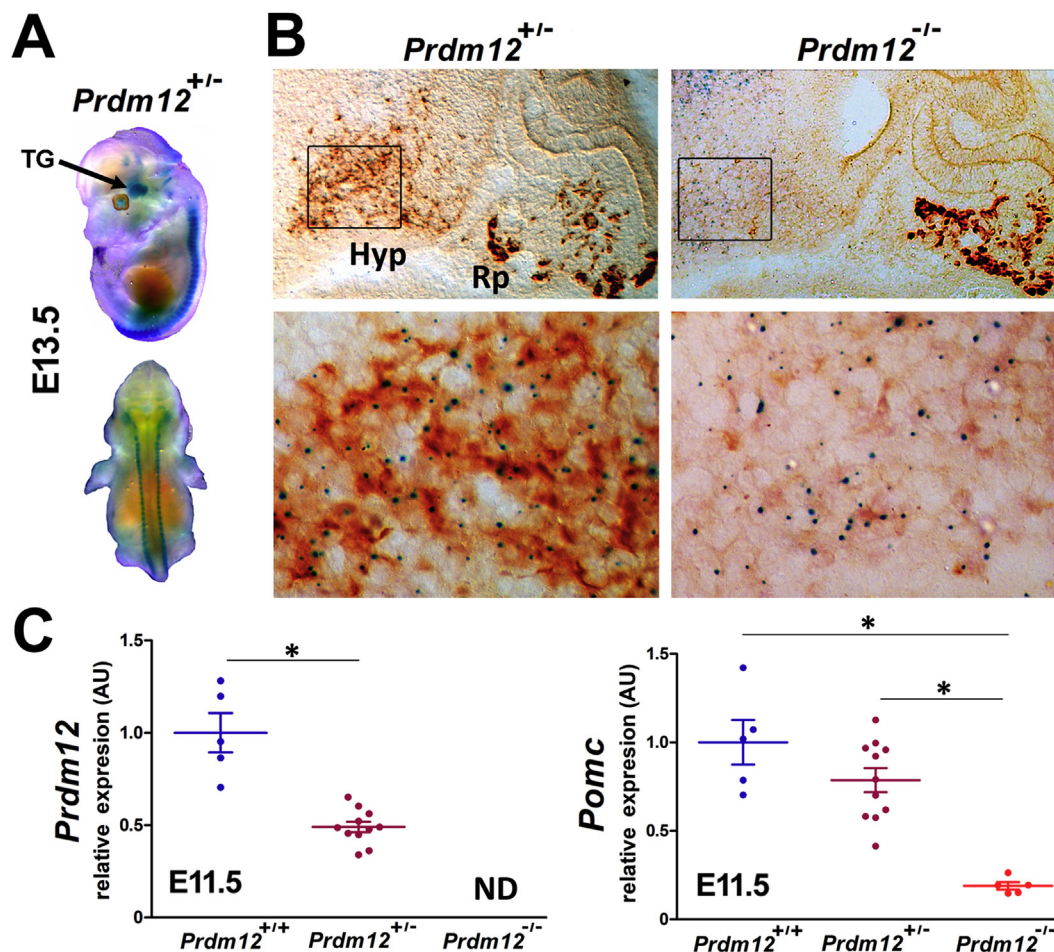 A
Prdm12+/-
TG
E13.5
B
Prdm12+/-
Prdm12-/-
Hyp
Rp
C
Prdm12
relative expression (AU)
1.5
1.0
0.5
0
*
E11.5
ND
Prdm12+/+
Prdm12+/-
Prdm12-/-
Pomc
relative expression (AU)
1.5
1.0
0.5
0
*
*
E11.5
Prdm12+/+
Prdm12+/-
Prdm12-/-